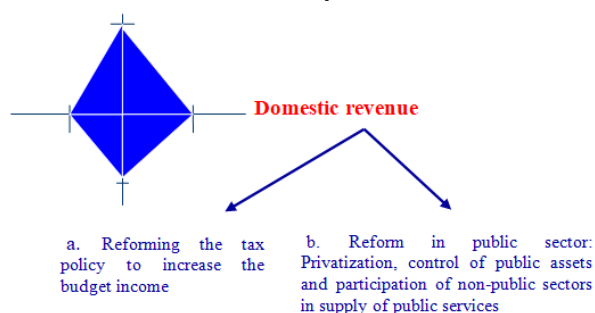 Domestic revenue
a. Reforming the tax
policy to increase the
budget income
b. Reform in public sector:
Privatization, control of public assets
and participation of non-public sectors
in supply of public services